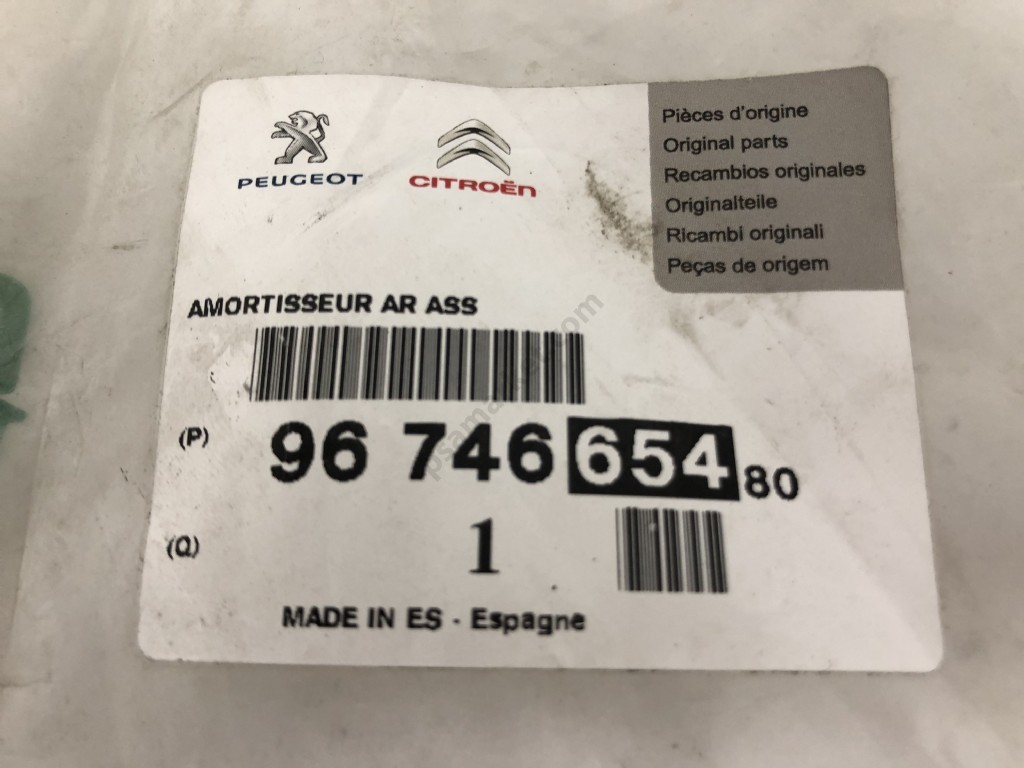 PEUGEOT
CITROËN
Pièces d'origine
Original parts
Recambios originales
Originalteile
Ricambi originali
Peças de origem
AMORTISSEUR AR ASS
(P) 96 746 654 80
(Q) 1
MADE IN ES - Espagne